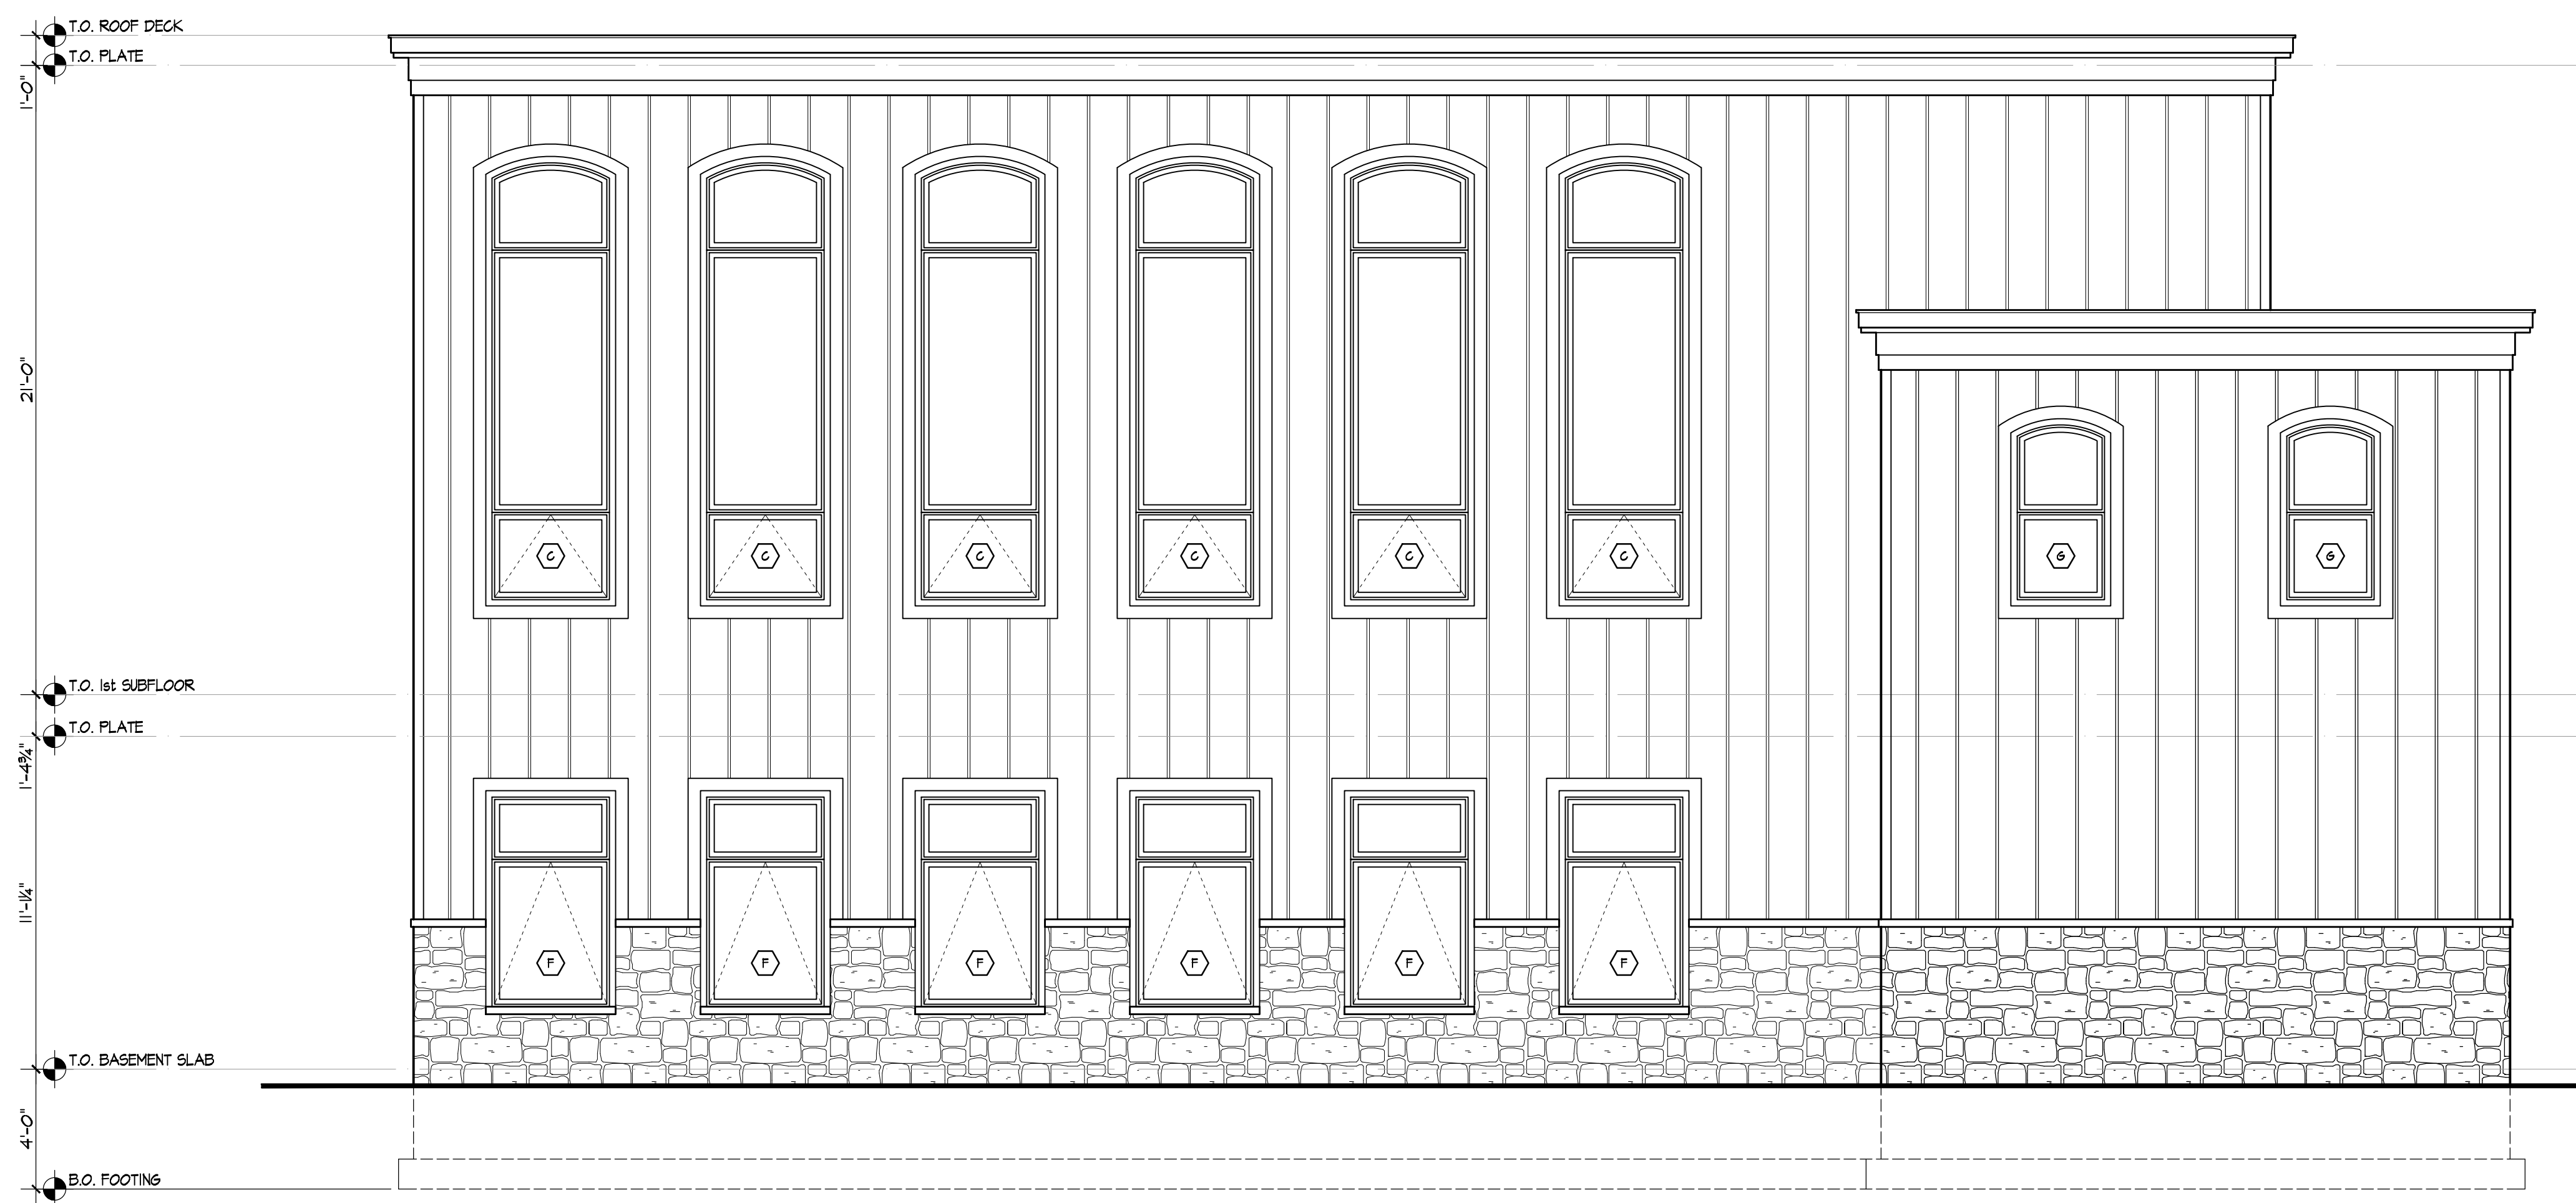 T.O. ROOF DECK
T.O. PLATE
1'-0"
21'-0"
C C C C C C G G
T.O. 1st SUBFLOOR
T.O. PLATE
1'-4¾"
11'-1¼"
F F F F F F
T.O. BASEMENT SLAB
4'-0"
B.O. FOOTING